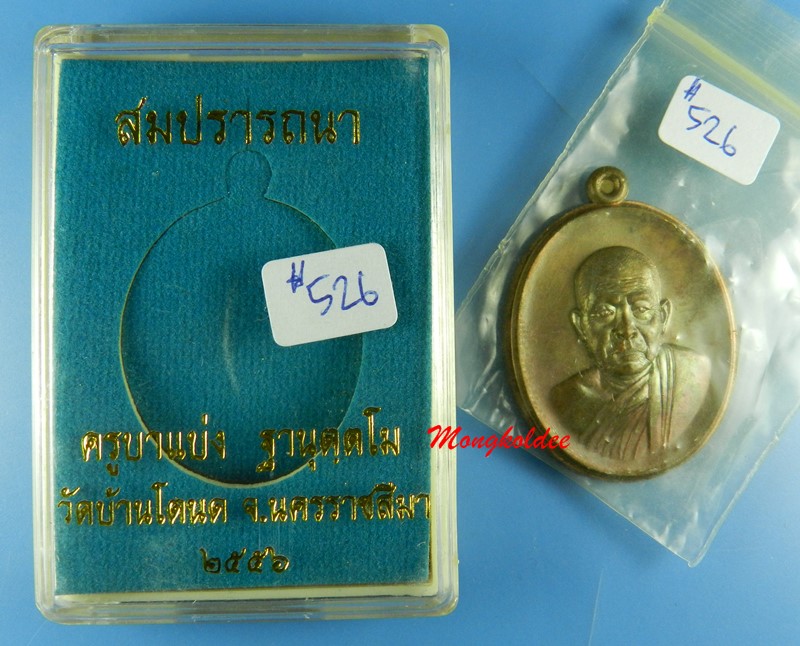 สมปรารถนา
#526
ครูบาแบ่ง ฐานุตฺตโม
วัดบ้านโตนด จ.นครราชสีมา
๒๕๕๖
#526
Mongkoldee